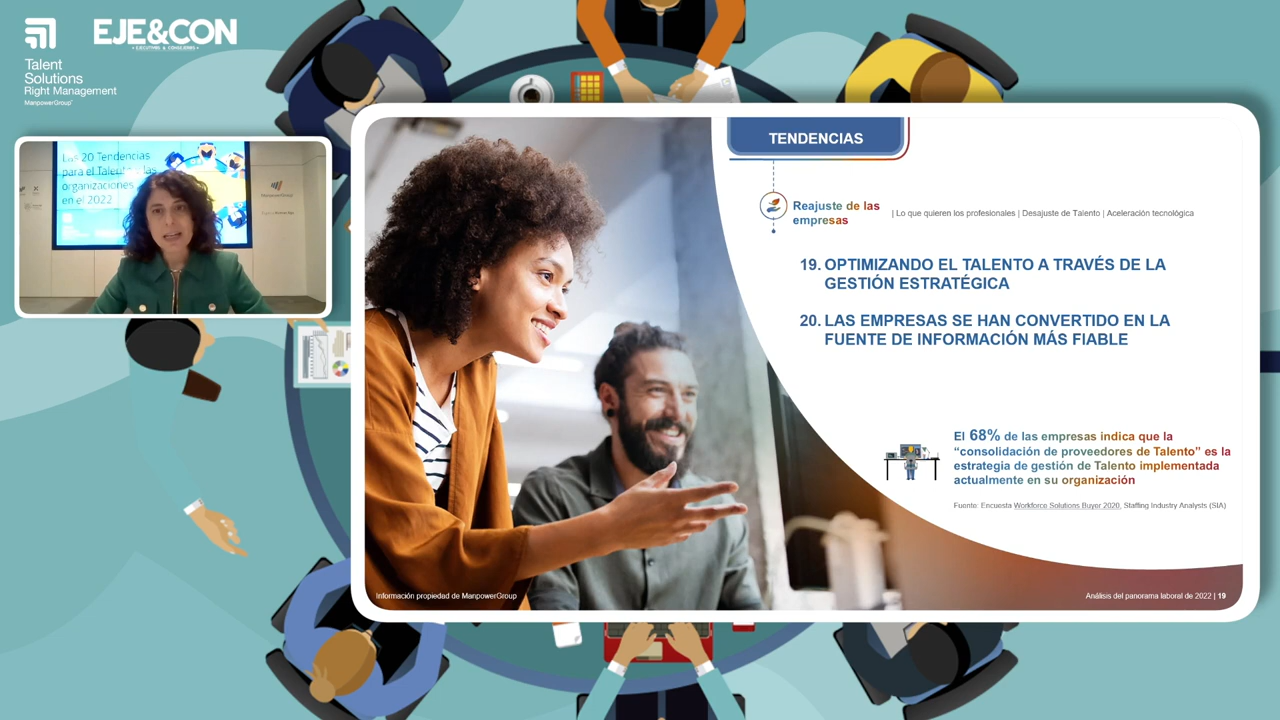 EJE&CON
• EJECUTIV@S & CONSEJER@S •
Talent
Solutions
Right Management
ManpowerGroup
Las 20 Tendencias
para el Talento
las
organizaciones
en el 2022
ManpowerGroup
TENDENCIAS
Reajuste de las
empresas
| Lo que quieren los profesionales | Desajuste de Talento | Aceleración tecnológica
19. OPTIMIZANDO EL TALENTO A TRAVÉS DE LA
GESTIÓN ESTRATÉGICA
20. LAS EMPRESAS SE HAN CONVERTIDO EN LA
FUENTE DE INFORMACIÓN MÁS FIABLE
El 68% de las empresas indica que la
“consolidación de proveedores de Talento” es la
estrategia de gestión de Talento implementada
actualmente en su organización
Fuente: Encuesta Workforce Solutions Buyer 2020, Staffing Industry Analysts (SIA)
Información propiedad de ManpowerGroup
Análisis del panorama laboral de 2022 | 19